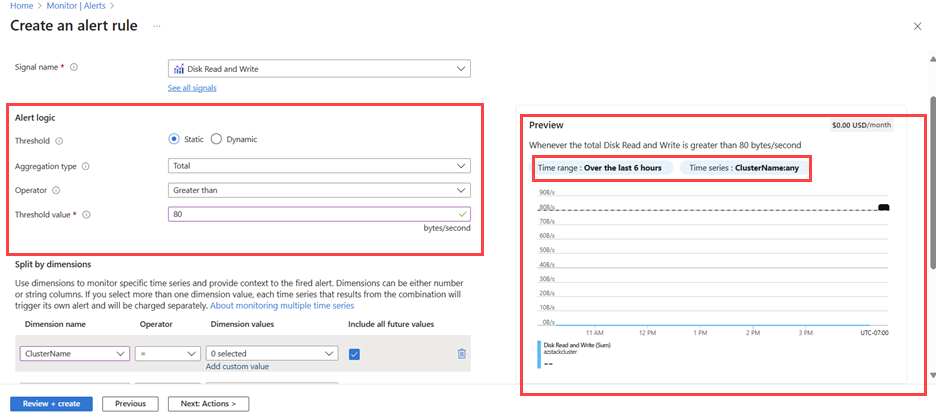 Home > Monitor | Alerts >
Create an alert rule ...
Signal name *
Disk Read and Write
See all signals
Alert logic
Threshold
Static
Dynamic
Aggregation type
Total
Operator
Greater than
Threshold value *
80
bytes/second
Split by dimensions
Use dimensions to monitor specific time series and provide context to the fired alert. Dimensions can be either number
or string columns. If you select more than one dimension value, each time series that results from the combination will
trigger its own alert and will be charged separately. About monitoring multiple time series
Dimension name Operator Dimension values Include all future values
ClusterName = 0 selected
Add custom value
Review + create Previous Next: Actions >
Preview
$0.00 USD/month
Whenever the total Disk Read and Write is greater than 80 bytes/second
Time range : Over the last 6 hours Time series : ClusterName:any
90B/s
80B/s
70B/s
60B/s
50B/s
40B/s
30B/s
20B/s
10B/s
0B/s
11 AM 12 PM 1 PM 2 PM 3 PM UTC-07:00
Disk Read and Write (Sum)
azstackcluster
--